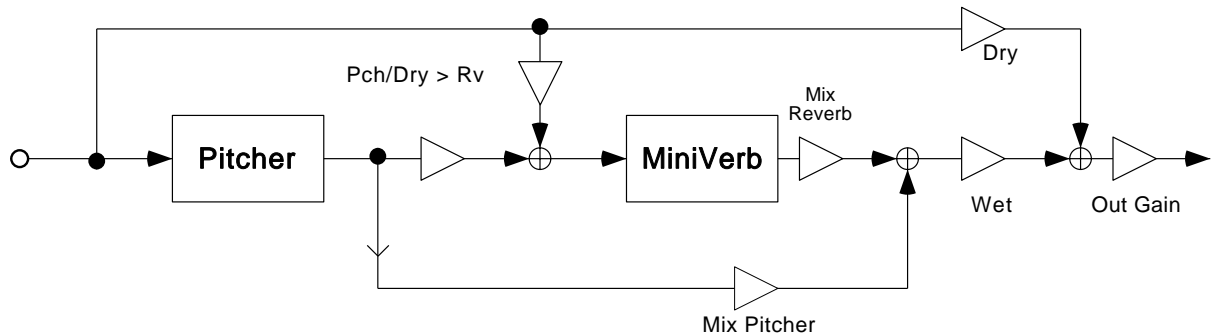 Dry
Pch/Dry > Rv
Mix
Reverb
Pitcher
MiniVerb
Wet
Out Gain
Mix Pitcher